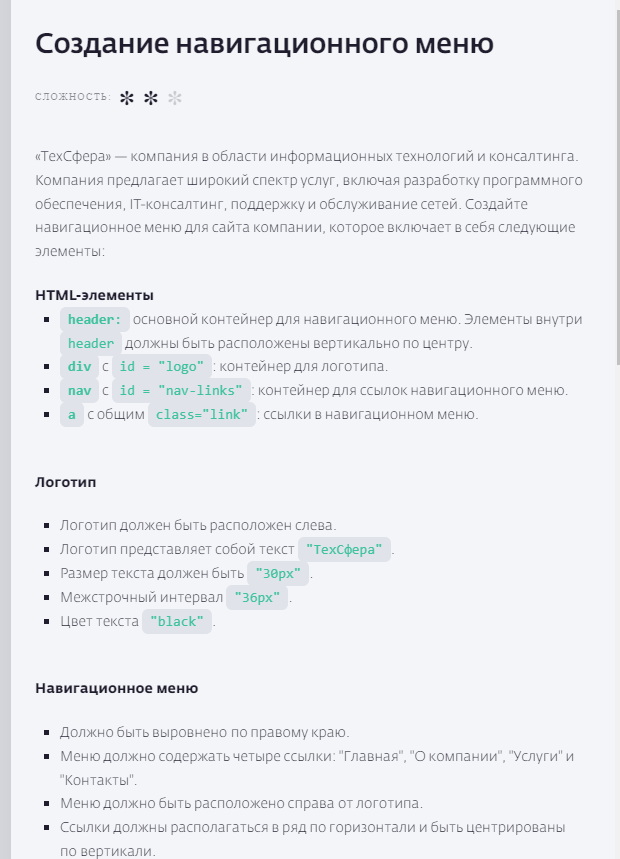 Создание навигационного меню
СЛОЖНОСТЬ:
«ТехСфера» — компания в области информационных технологий и консалтинга.
Компания предлагает широкий спектр услуг, включая разработку программного
обеспечения, IT-консалтинг, поддержку и обслуживание сетей. Создайте
навигационное меню для сайта компании, которое включает в себя следующие
элементы:
HTML-элементы
header: основной контейнер для навигационного меню. Элементы внутри
header должны быть расположены вертикально по центру.
div с id = "logo" : контейнер для логотипа.
nav с id = "nav-links" : контейнер для ссылок навигационного меню.
a с общим class="link" : ссылки в навигационном меню.
Логотип
Логотип должен быть расположен слева.
Логотип представляет собой текст "ТехСфера" .
Размер текста должен быть "30px" .
Межстрочный интервал "36px" .
Цвет текста "black" .
Навигационное меню
Должно быть выровнено по правому краю.
Меню должно содержать четыре ссылки: "Главная", "О компании", "Услуги" и
"Контакты".
Меню должно быть расположено справа от логотипа.
Ссылки должны располагаться в ряд по горизонтали и быть центрированы
по вертикали.